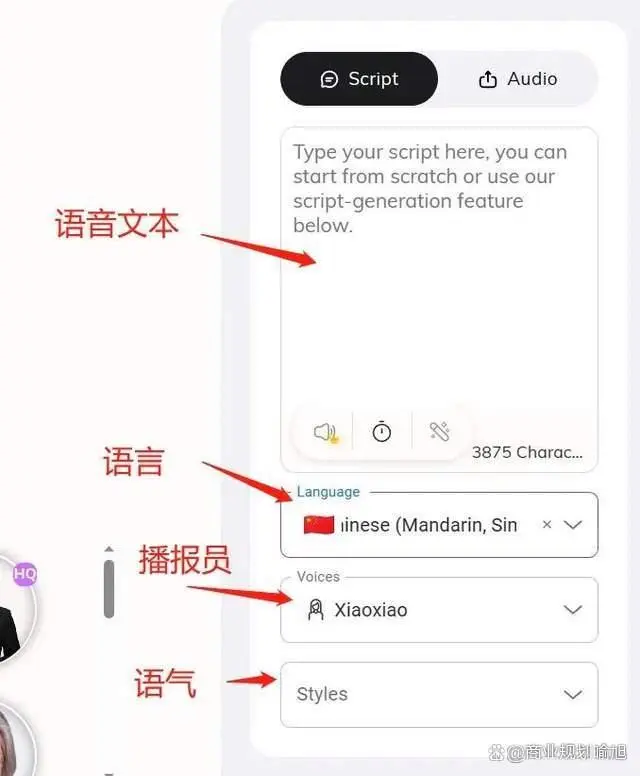 Script
Audio
Type your script here, you can
start from scratch or use our
script-generation feature
below.
语音文本
3875 Charac...
语言
Language
inese (Mandarin, Sin
×
HQ
播报员
Voices
Xiaoxiao
语气
Styles
@商业规划喻旭